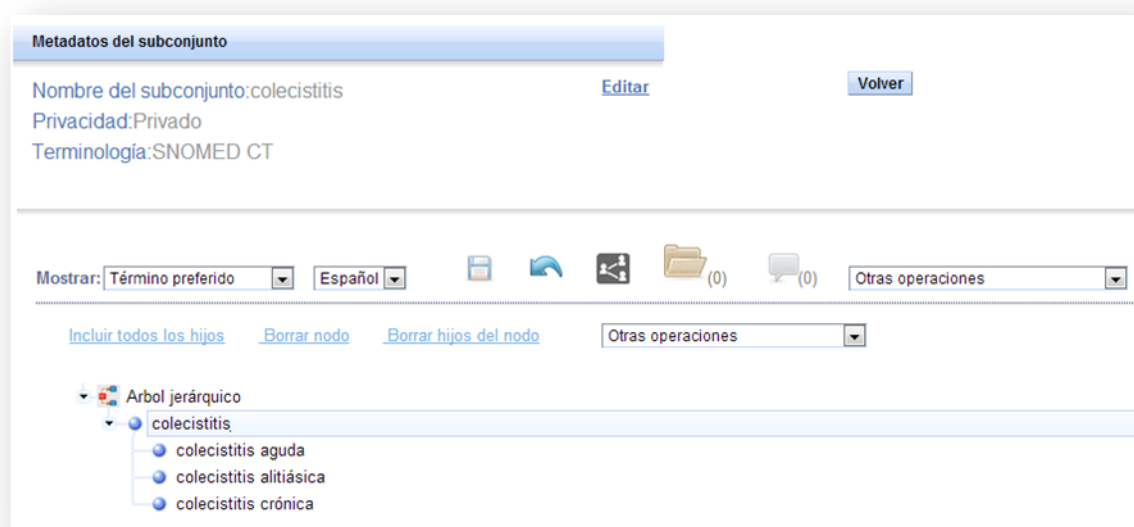 Metadatos del subconjunto
Nombre del subconjunto:colecistitis
Editar
Volver
Privacidad:Privado
Terminología:SNOMED CT
Mostrar: Término preferido Español (0) (0) Otras operaciones
Incluir todos los hijos Borrar nodo Borrar hijos del nodo Otras operaciones
Arbol jerárquico
colecistitis
colecistitis aguda
colecistitis alitiásica
colecistitis crónica